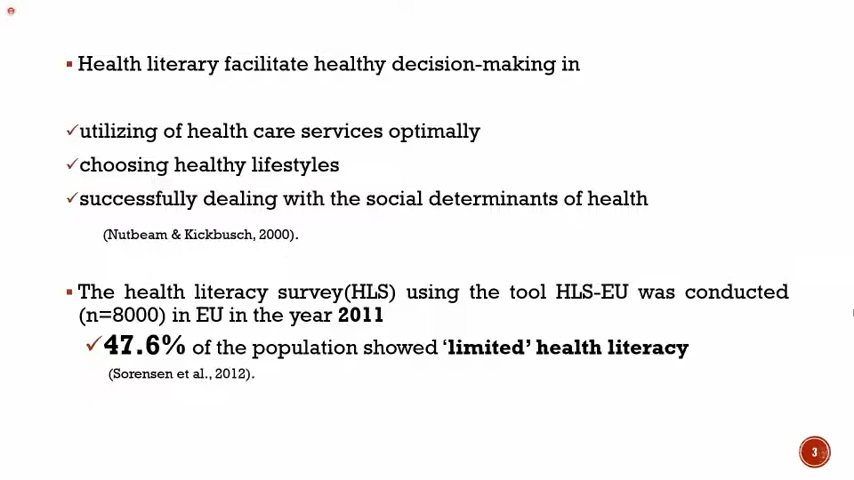 ▪ Health literary facilitate healthy decision-making in
✓utilizing of health care services optimally
✓choosing healthy lifestyles
✓successfully dealing with the social determinants of health
(Nutbeam & Kickbusch, 2000).
▪ The health literacy survey(HLS) using the tool HLS-EU was conducted
(n=8000) in EU in the year 2011
✓47.6% of the population showed ‘limited’ health literacy
(Sorensen et al., 2012).
3